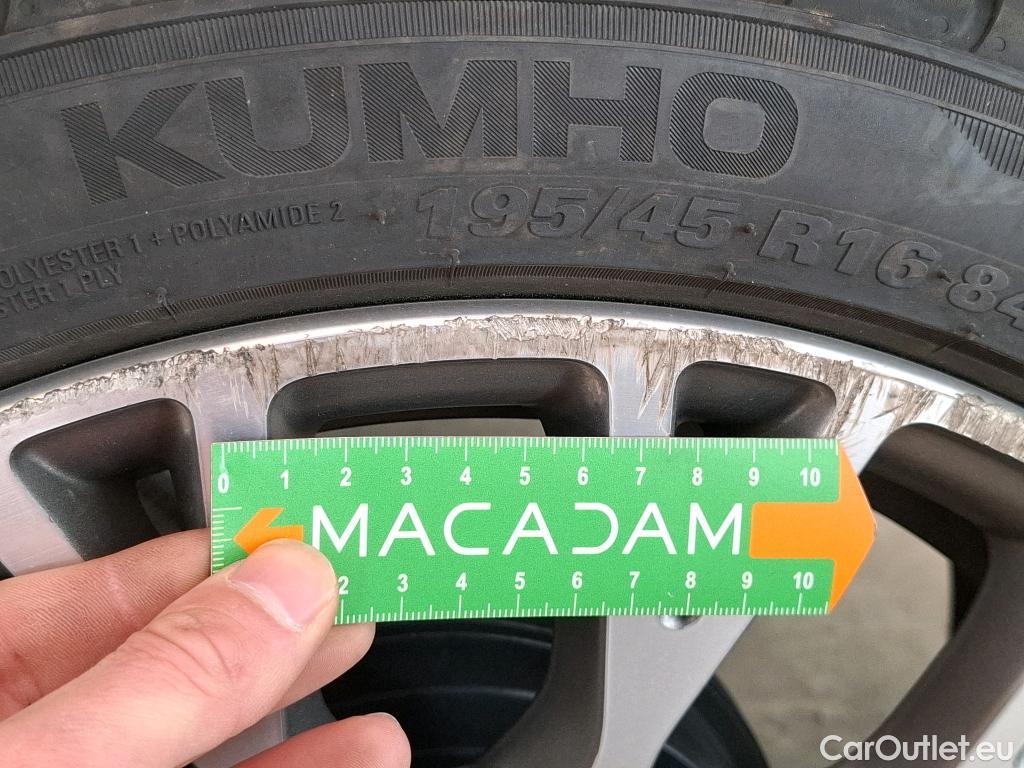 KUMHO
195/45 R16 84
POLYAMIDE 2
OLYESTER 1 +
STER 1 PLY
0 1 2 3 4 5 6 7 8 9 10
MACADAM
2 3 4 5 6 7 8 9 10
CarOutlet.eu